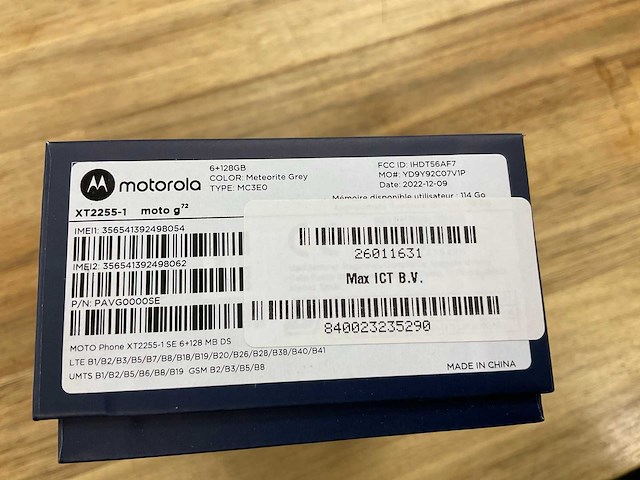 motorola
6+128GB
COLOR: Meteorite Grey
TYPE: MC3E0
FCC ID: IHDT56AF7
MO#: YD9Y92C07V1P
Date: 2022-12-09
Mémoire disponible utilisateur : 114 Go
XT2255-1 moto g72
IMEI1: 356541392498054
IMEI2: 356541392498062
P/N: PAVG0000SE
26011631
Max ICT B.V.
840023235290
MOTO Phone XT2255-1 SE 6+128 MB DS
LTE B1/B2/B3/B5/B7/B8/B18/B19/B20/B26/B28/B38/B40/B41
UMTS B1/B2/B5/B6/B8/B19 GSM B2/B3/B5/B8
MADE IN CHINA